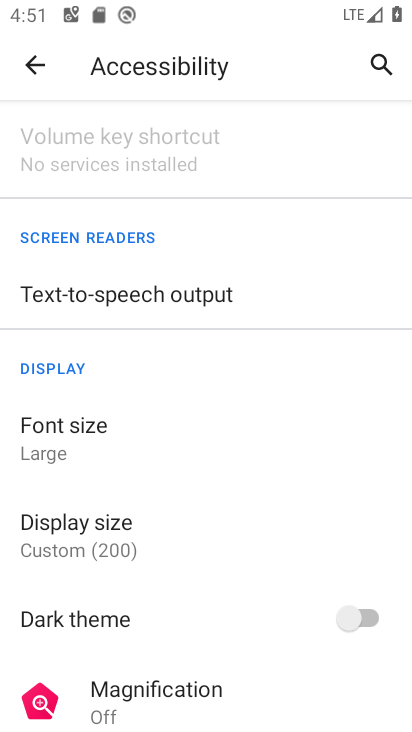 4:51
LTE
Accessibility
Volume key shortcut
No services installed
SCREEN READERS
Text-to-speech output
DISPLAY
Font size
Large
Display size
Custom (200)
Dark theme
Magnification
Off